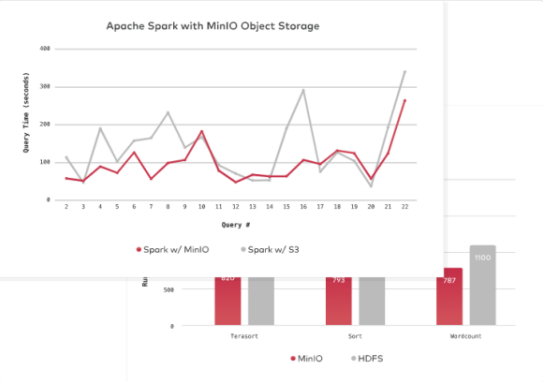 Apache Spark with MinIO Object Storage
Query Time (seconds)
400
300
200
100
0
2 3 4 5 6 7 8 9 10 11 12 13 14 15 16 17 18 19 20 21 22
Query #
Spark w/ MinIO Spark w/ S3
1100
793
787
500
0
Terasort Sort Wordcount
MinIO HDFS